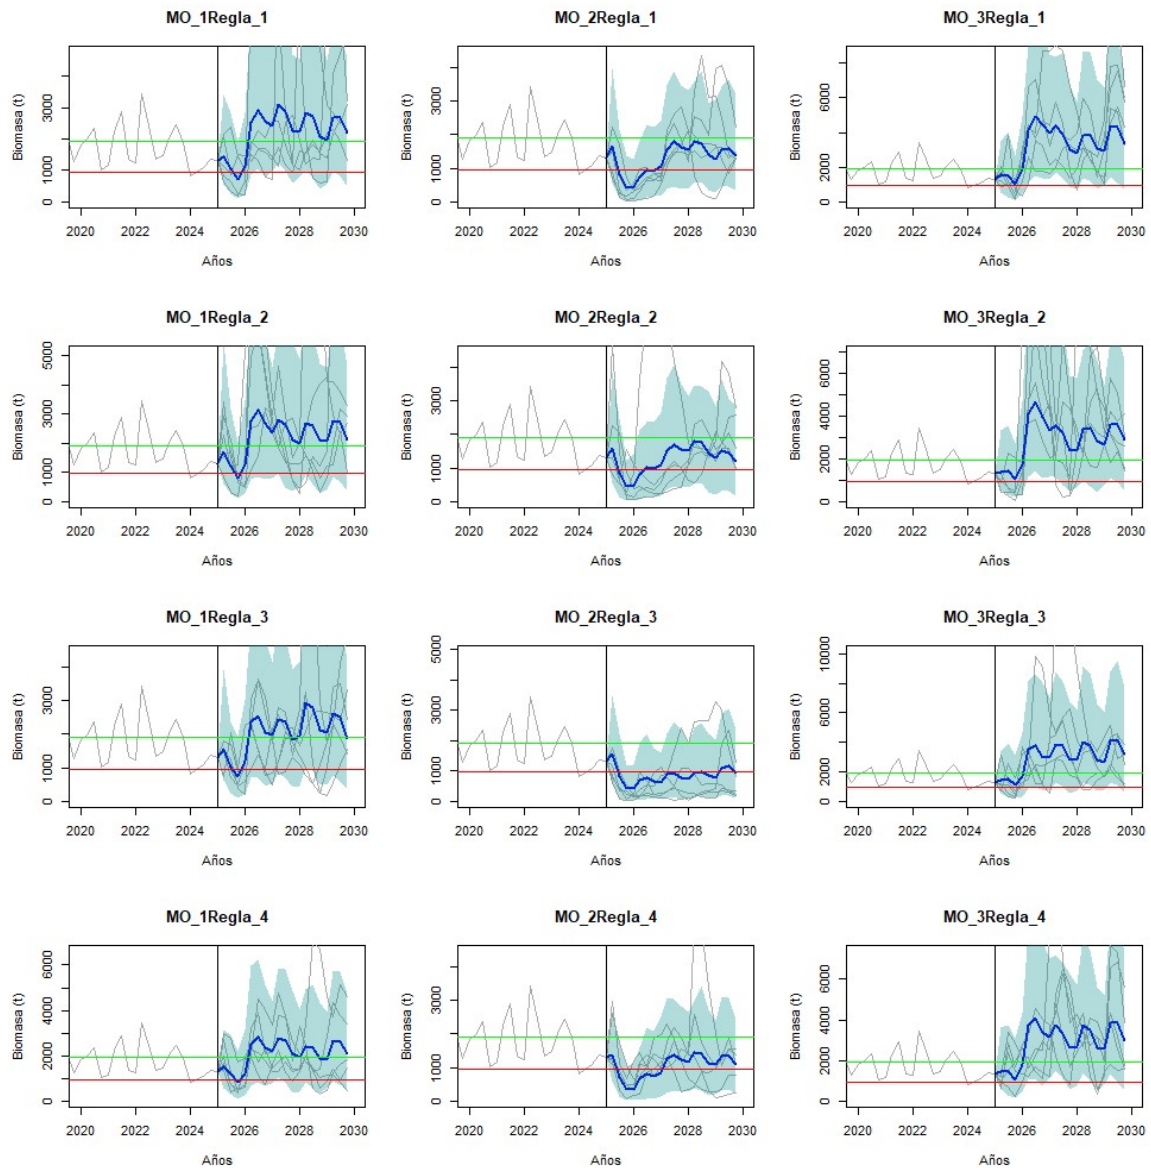 MO_1Regla_1 MO_2Regla_1 MO_3Regla_1
Biomasa (t) Biomasa (t) Biomasa (t)
0 1000 3000 0 1000 3000 0 2000 6000
2020 2022 2024 2026 2028 2030 2020 2022 2024 2026 2028 2030 2020 2022 2024 2026 2028 2030
Años Años Años
MO_1Regla_2 MO_2Regla_2 MO_3Regla_2
Biomasa (t) Biomasa (t) Biomasa (t)
0 1000 3000 5000 0 1000 3000 0 2000 4000 6000
2020 2022 2024 2026 2028 2030 2020 2022 2024 2026 2028 2030 2020 2022 2024 2026 2028 2030
Años Años Años
MO_1Regla_3 MO_2Regla_3 MO_3Regla_3
Biomasa (t) Biomasa (t) Biomasa (t)
0 1000 3000 0 1000 3000 5000 0 2000 6000 10000
2020 2022 2024 2026 2028 2030 2020 2022 2024 2026 2028 2030 2020 2022 2024 2026 2028 2030
Años Años Años
MO_1Regla_4 MO_2Regla_4 MO_3Regla_4
Biomasa (t) Biomasa (t) Biomasa (t)
0 2000 4000 6000 0 1000 3000 0 2000 4000 6000
2020 2022 2024 2026 2028 2030 2020 2022 2024 2026 2028 2030 2020 2022 2024 2026 2028 2030
Años Años Años